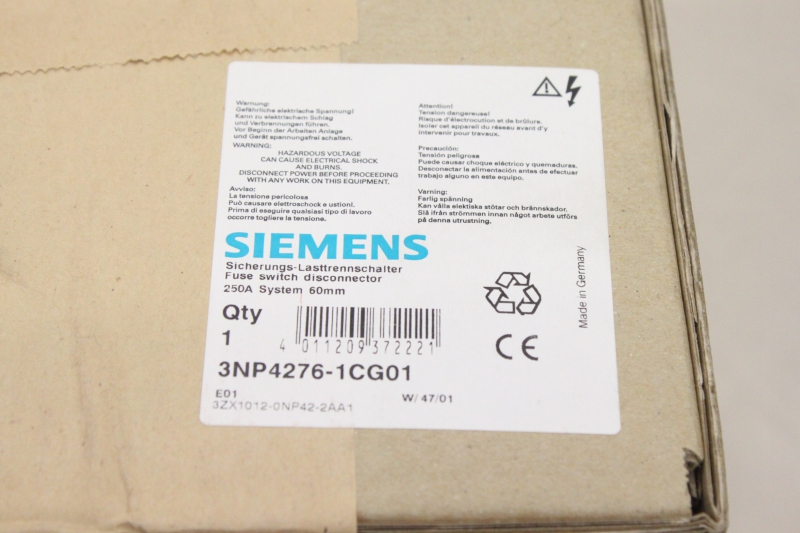 Warnung:
Gefährliche elektrische Spannung!
Kann zu elektrischem Schlag
und Verbrennungen führen.
Vor Beginn der Arbeiten Anlage
und Gerät spannungsfrei schalten.
WARNING:
HAZARDOUS VOLTAGE
CAN CAUSE ELECTRICAL SHOCK
AND BURNS.
DISCONNECT POWER BEFORE PROCEEDING
WITH ANY WORK ON THIS EQUIPMENT.
Avviso:
La tensione pericolosa
Può causare elettroshock e ustioni.
Prima di eseguire qualsiasi tipo di lavoro
occorre togliere la tensione.
Attention!
Tension dangereuse!
Risque d'électrocution et de brûlure.
Isoler cet appareil du réseau avant d'y
intervenir pour travaux.
Precaución:
Tensión peligrosa
Puede causar choque eléctrico y quemaduras.
Desconectar la alimentación antes de efectuar
trabajo alguno en este equipo.
Varning:
Farlig spänning
Kan vålla elektiska stötar och brännskador.
Slå ifrån strömmen innan något arbete utförs
på denna utrustning.
SIEMENS
Sicherungs-Lasttrennschalter
Fuse switch disconnector
250A System 60mm
Qty
1
4 011209 372221
3NP4276-1CG01
E01
W/ 47/01
3ZX1012-0NP42-2AA1
CE
Made in Germany